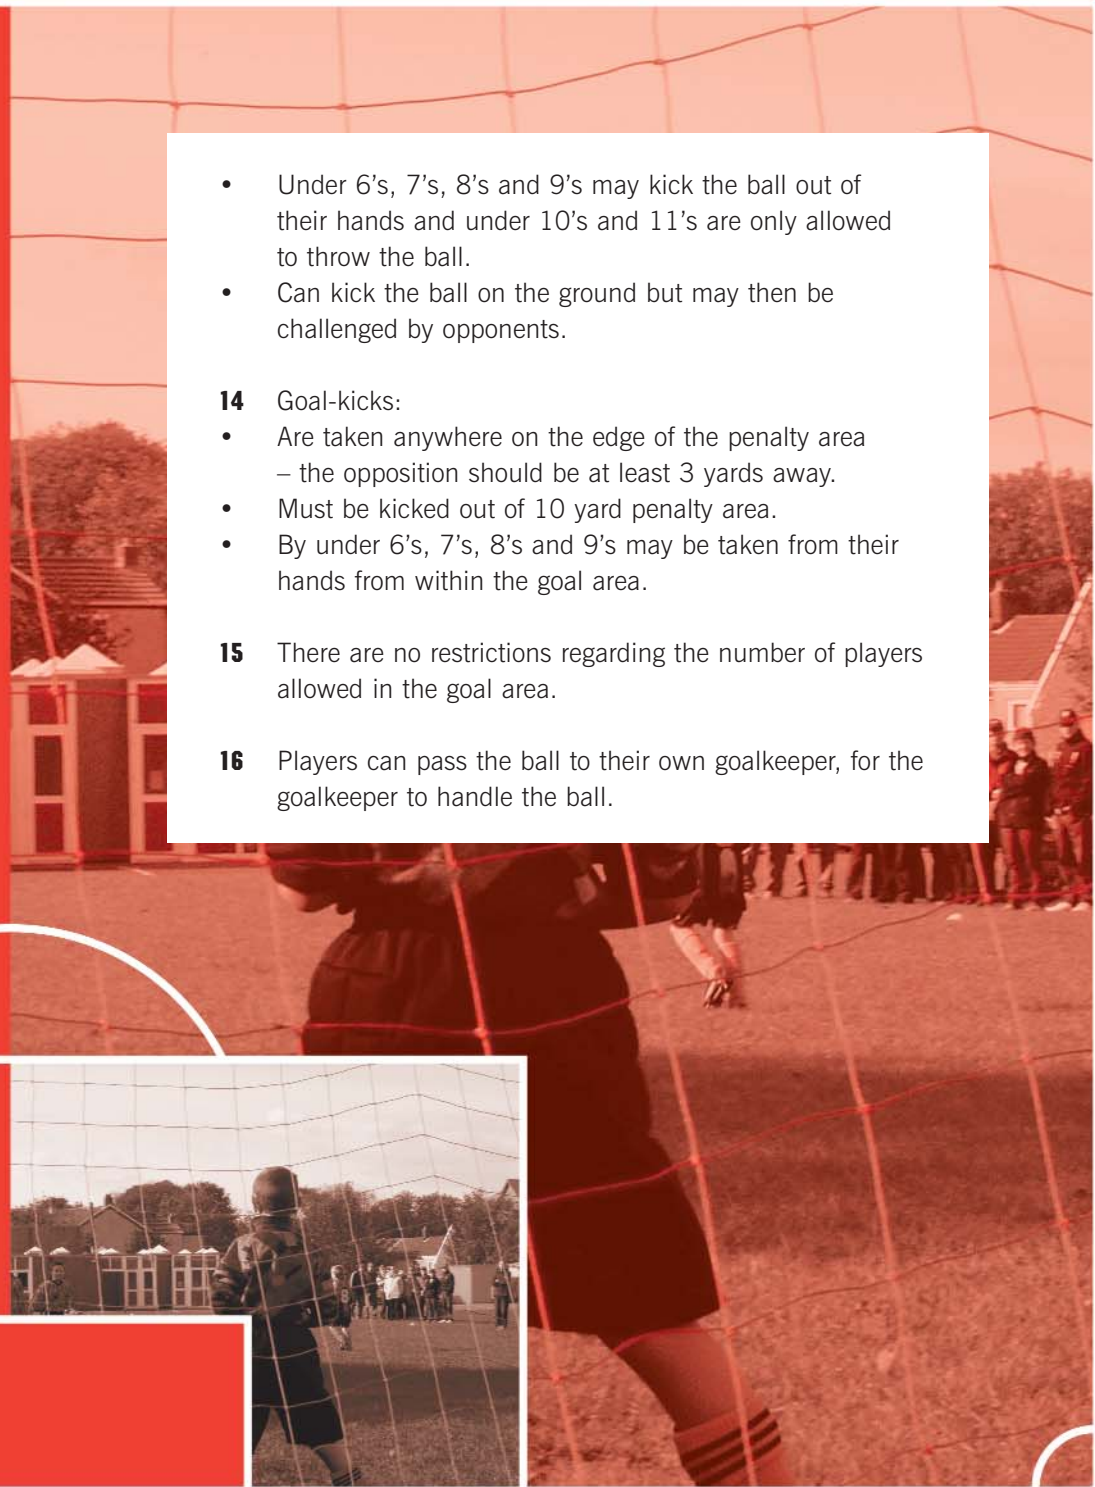 • Under 6’s, 7’s, 8’s and 9’s may kick the ball out of
their hands and under 10’s and 11’s are only allowed
to throw the ball.
• Can kick the ball on the ground but may then be
challenged by opponents.
14 Goal-kicks:
• Are taken anywhere on the edge of the penalty area
– the opposition should be at least 3 yards away.
• Must be kicked out of 10 yard penalty area.
• By under 6’s, 7’s, 8’s and 9’s may be taken from their
hands from within the goal area.
15 There are no restrictions regarding the number of players
allowed in the goal area.
16 Players can pass the ball to their own goalkeeper, for the
goalkeeper to handle the ball.